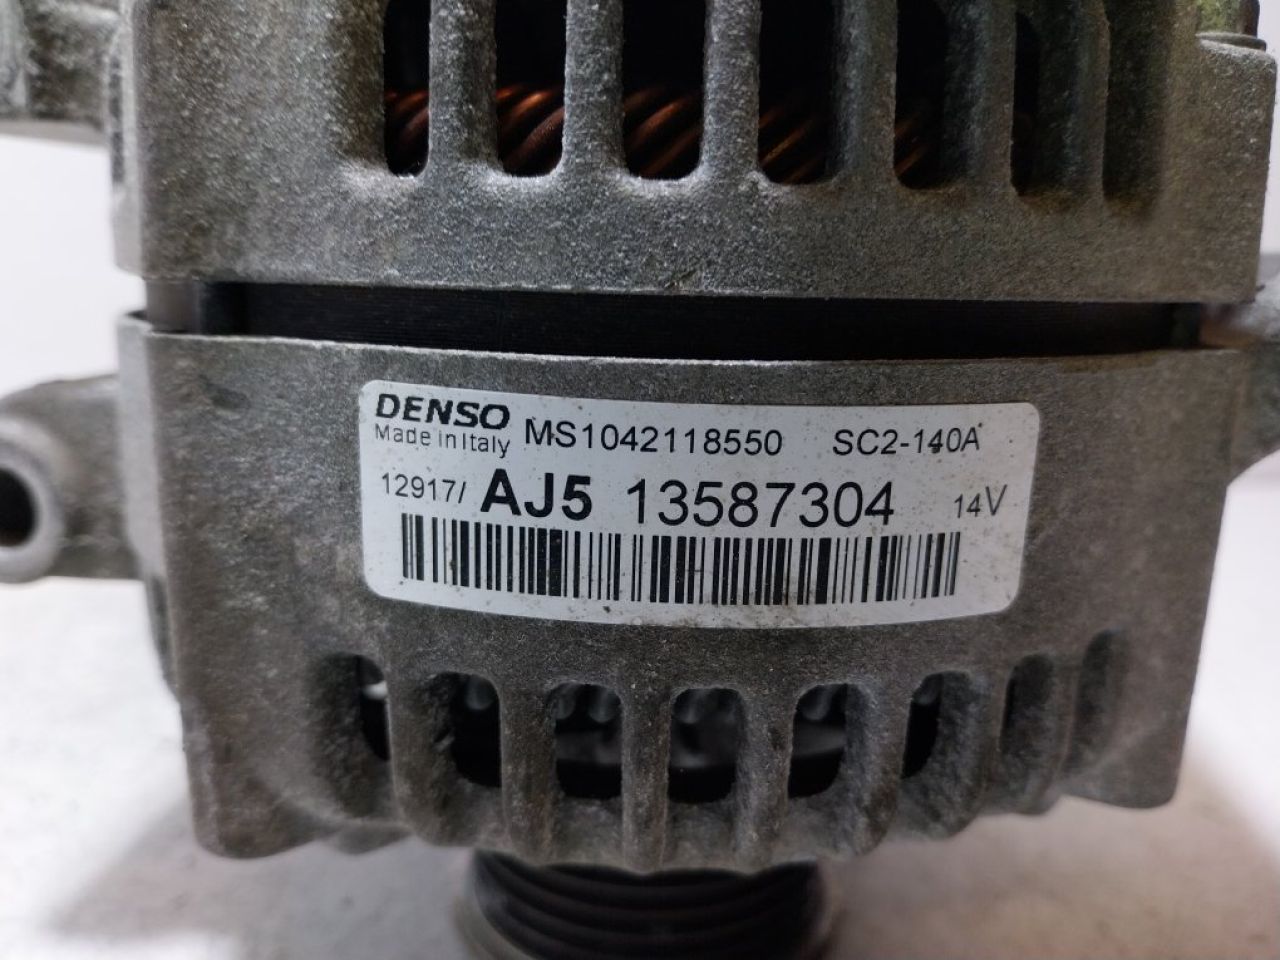 DENSO MS1042118550 SC2-140A
Made in Italy
12917/ AJ5 13587304 14V